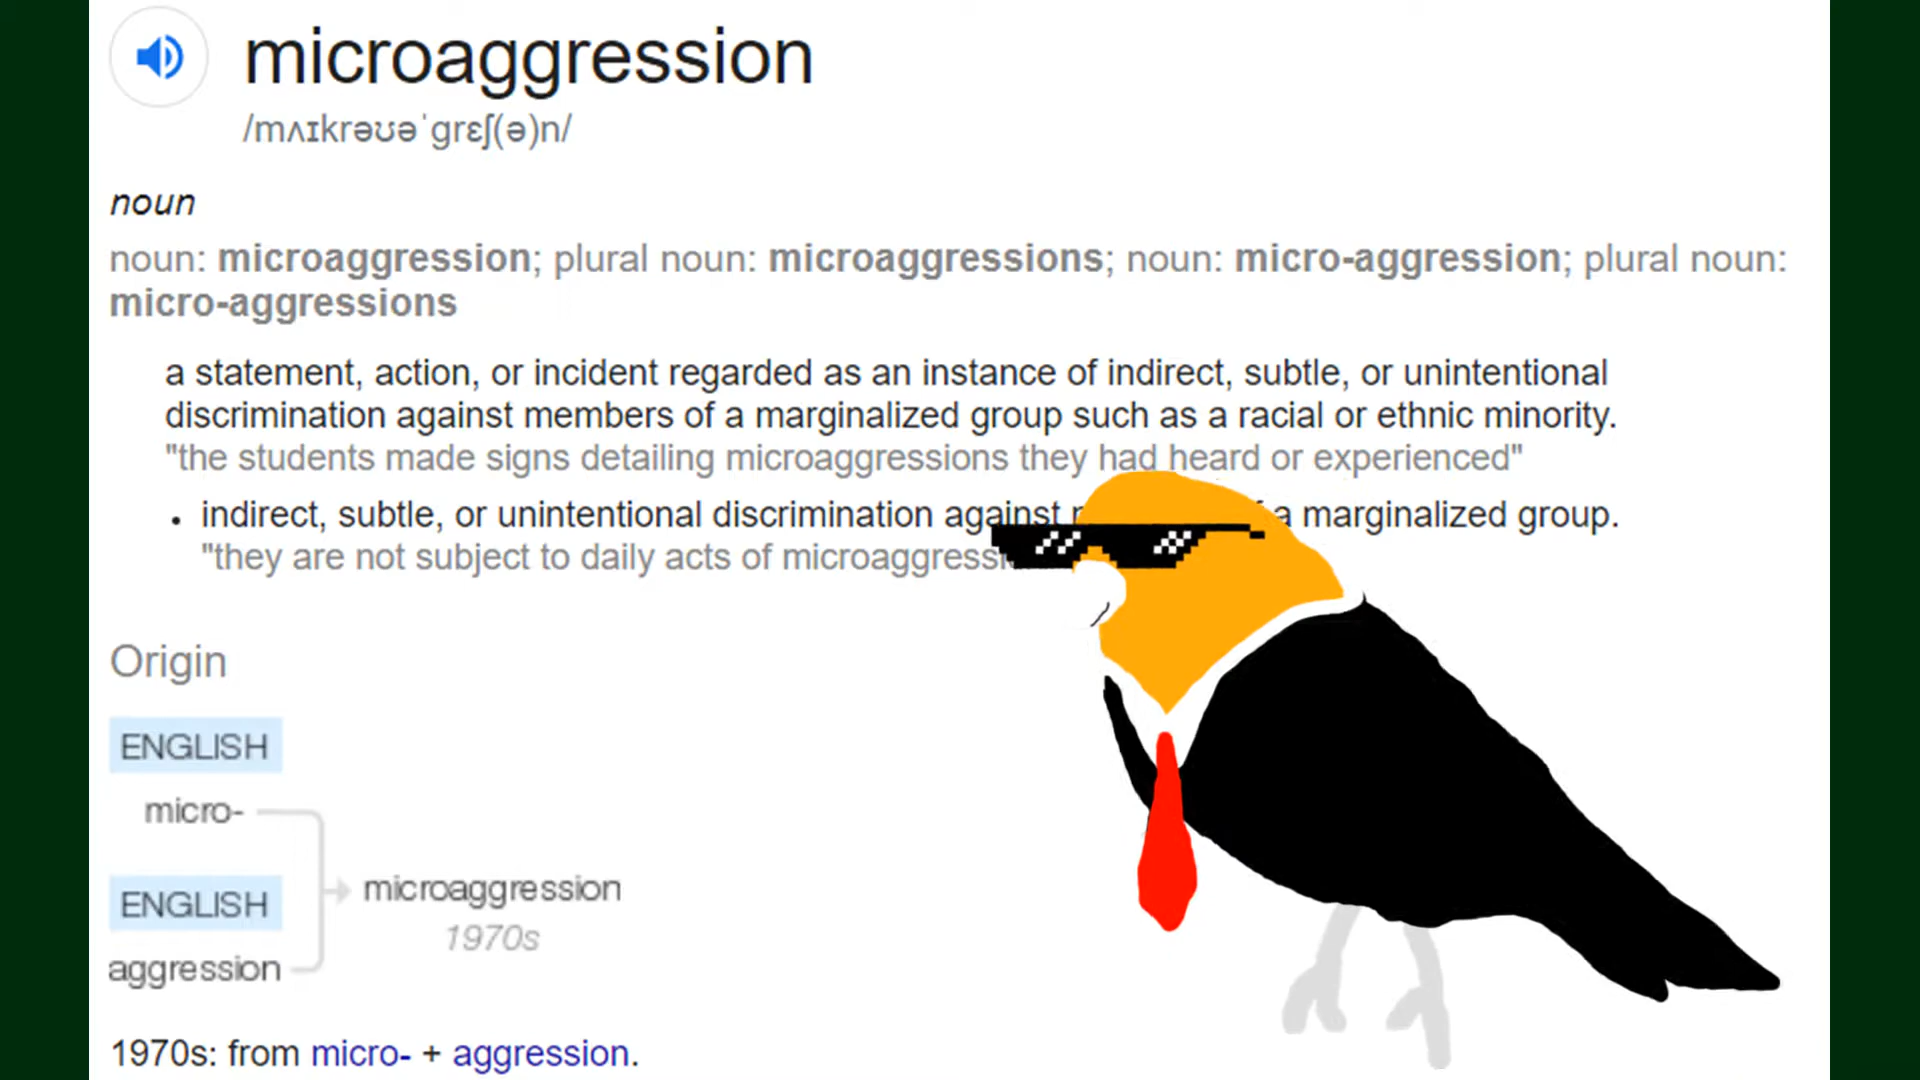 microaggression
/mʌɪkrəʊəˈɡrɛʃ(ə)n/
noun
noun: microaggression; plural noun: microaggressions; noun: micro-aggression; plural noun:
micro-aggressions
a statement, action, or incident regarded as an instance of indirect, subtle, or unintentional
discrimination against members of a marginalized group such as a racial or ethnic minority.
"the students made signs detailing microaggressions they had heard or experienced"
• indirect, subtle, or unintentional discrimination against a marginalized group.
"they are not subject to daily acts of
Origin
ENGLISH
micro-
ENGLISH
aggression
microaggression
1970s
1970s: from micro- + aggression.